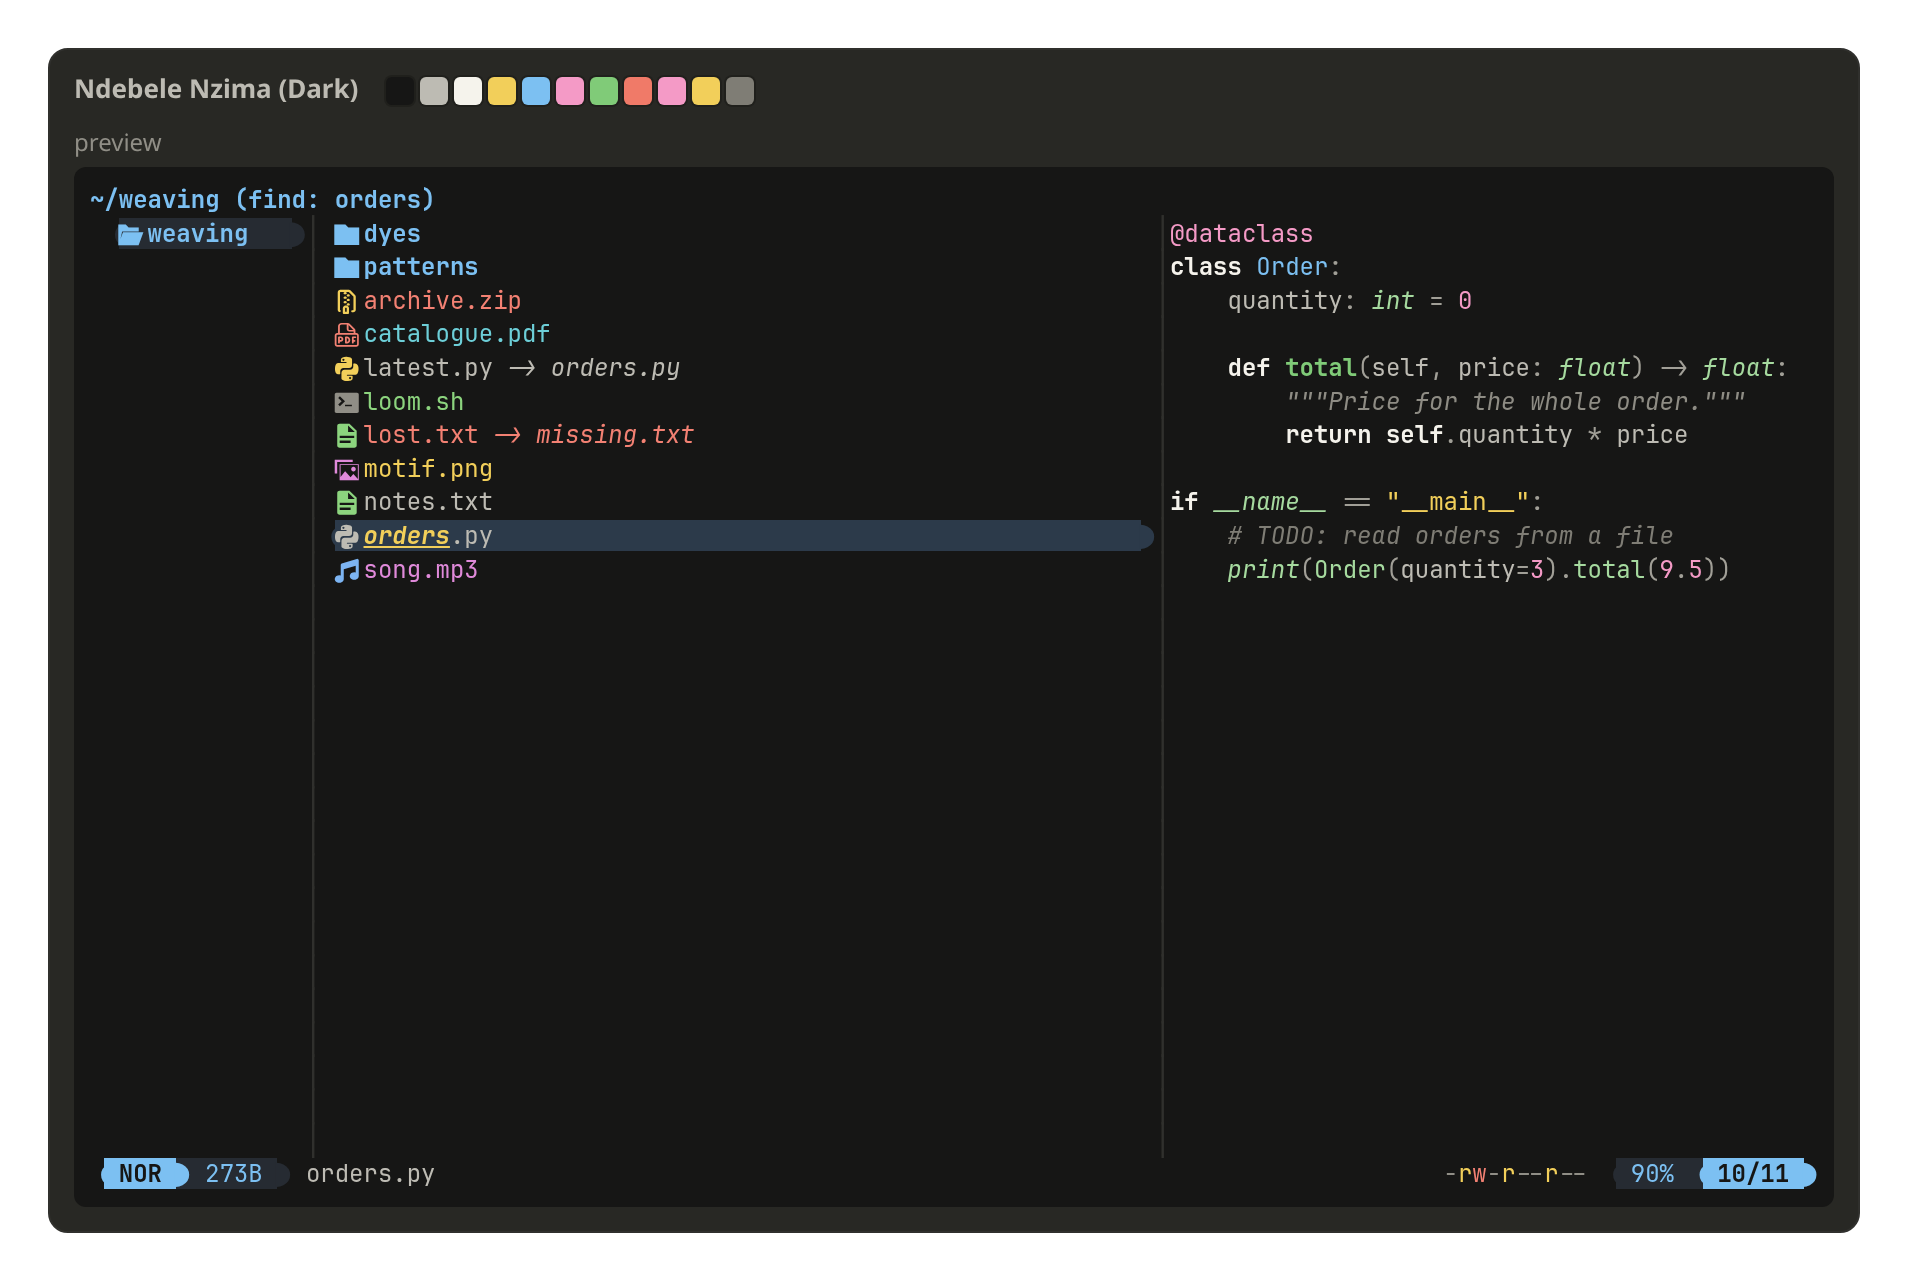 Ndebele Nzima (Dark)
preview
~/weaving (find: orders)
weaving
dyes
patterns
archive.zip
catalogue.pdf
latest.py -> orders.py
loom.sh
lost.txt -> missing.txt
motif.png
notes.txt
orders.py
song.mp3
@dataclass
class Order:
quantity: int = 0
def total(self, price: float) -> float:
"""Price for the whole order."""
return self.quantity * price
if __name__ == "__main__":
# TODO: read orders from a file
print(Order(quantity=3).total(9.5))
NOR 273B orders.py -rw-r--r-- 90% 10/11